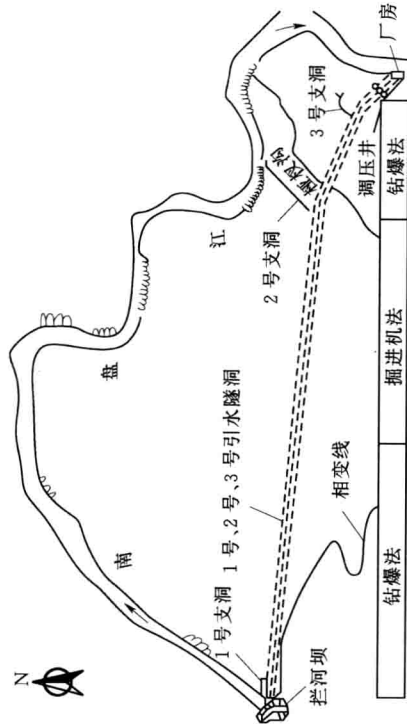 N
南
盘
江
1号支洞
1号、2号、3号引水隧洞
2号支洞
3号支洞
调压井
厂房
拦河坝
相变线
钻爆法
掘进机法
钻爆法